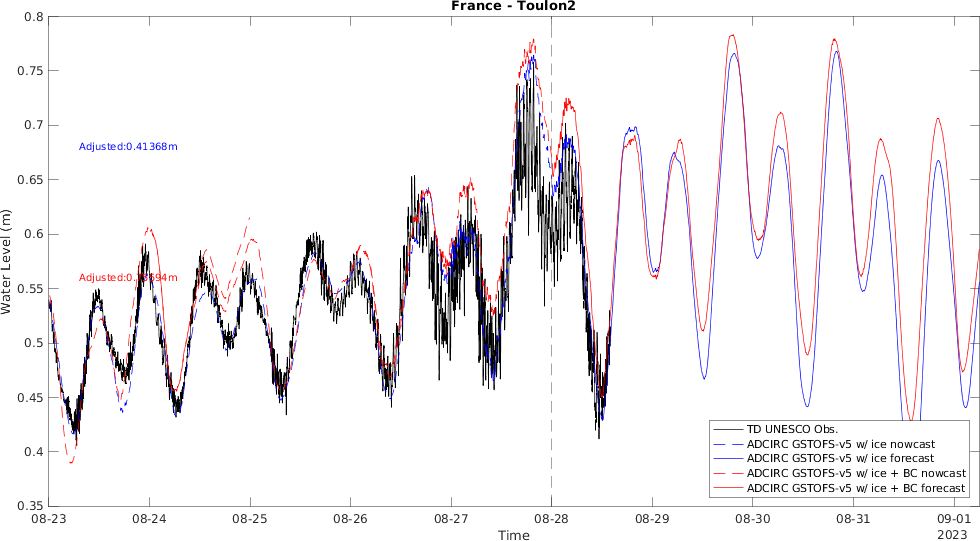 France - Toulon2
0.8
0.75
0.7
0.65
0.6
0.55
0.5
0.45
0.4
0.35
Water Level (m)
Adjusted:0.41368m
08-23
08-24
08-25
08-26
08-27
08-28
08-29
08-30
08-31
09-01
2023
Time
TD UNESCO Obs.
ADCIRC GSTOFS-v5 w/ ice nowcast
ADCIRC GSTOFS-v5 w/ ice forecast
ADCIRC GSTOFS-v5 w/ ice + BC nowcast
ADCIRC GSTOFS-v5 w/ ice + BC forecast